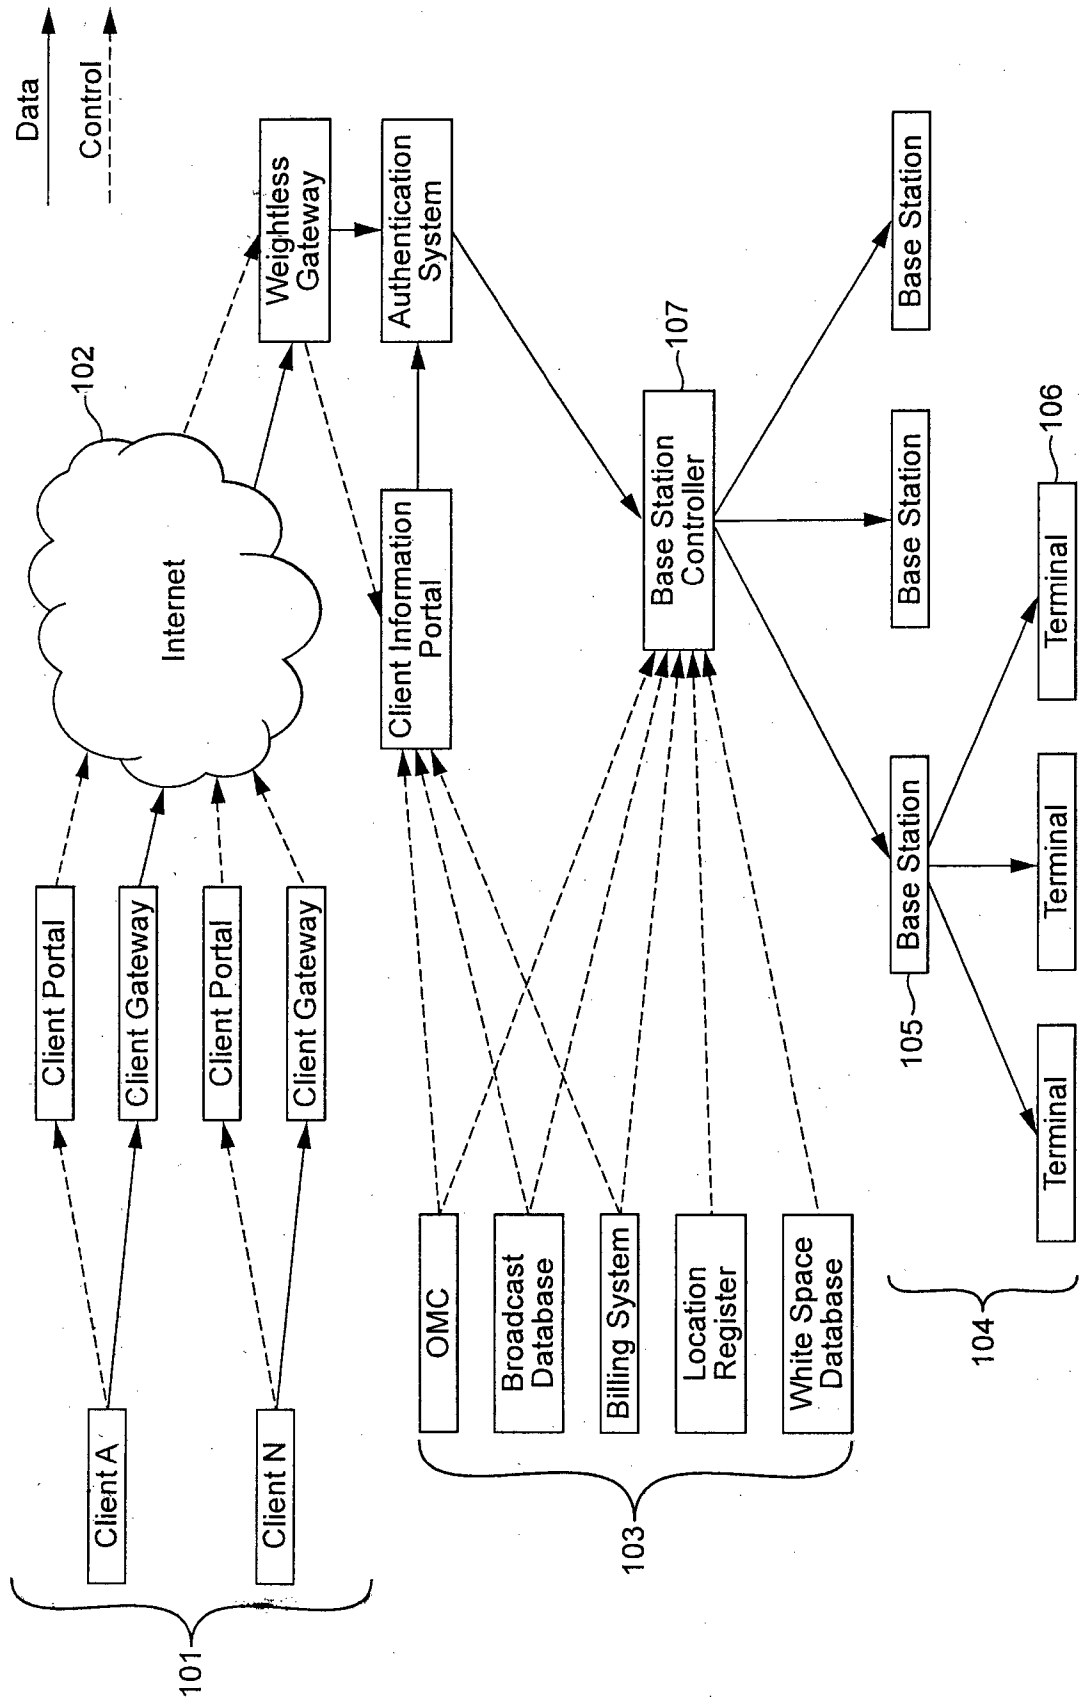 Data
Control
Client A
Client N
101
Client Portal
Client Gateway
Client Portal
Client Gateway
Internet
102
Weightless
Gateway
Authentication
System
Client Information
Portal
OMC
Broadcast
Database
Billing System
Location
Register
White Space
Database
103
Base Station
Controller
107
Base Station
105
Base Station
Base Station
Terminal
Terminal
Terminal
106
104